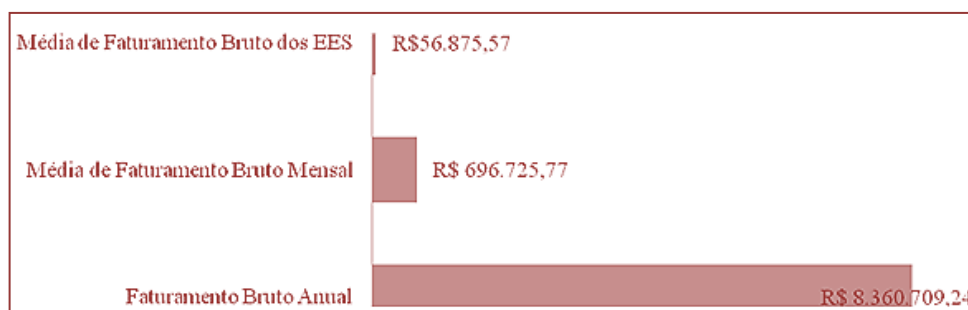 Média de Faturamento Bruto dos EES R$56.875,57
Média de Faturamento Bruto Mensal R$ 696.725,77
Faturamento Bruto Anual R$ 8.360.709,24